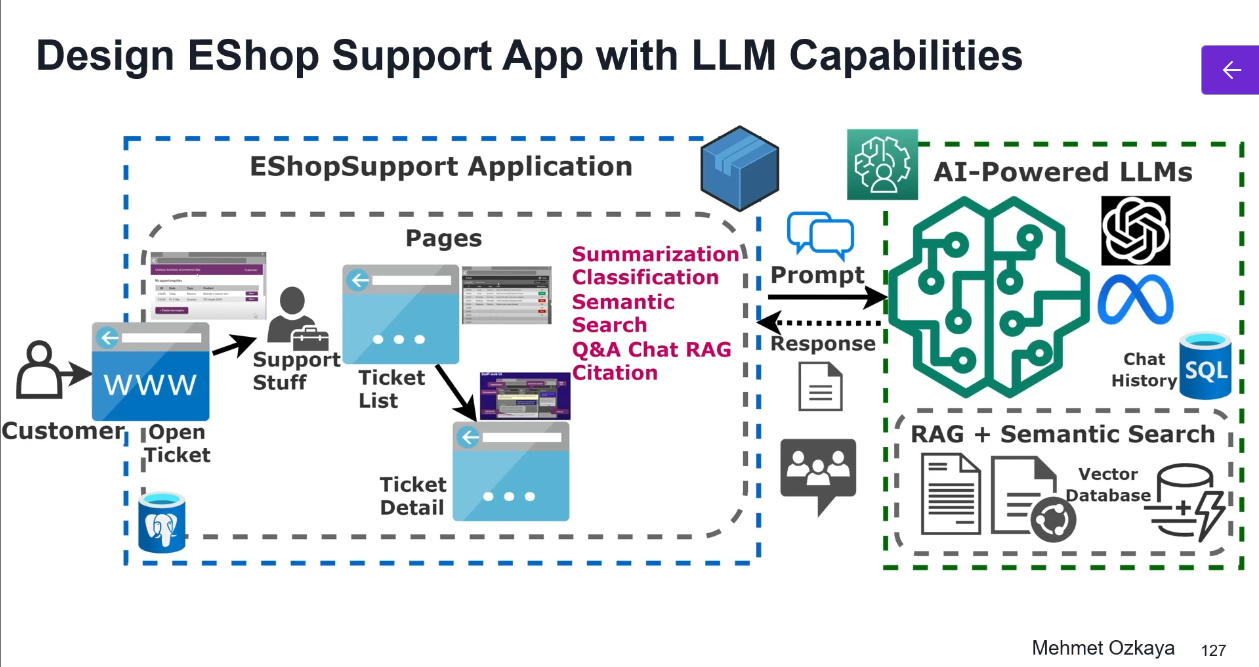 Design EShop Support App with LLM Capabilities
EShopSupport Application
Pages
Customer
www
Open
Ticket
Support
Stuff
Ticket
List
Ticket
Detail
Summarization
Classification
Semantic
Search
Q&A Chat RAG
Citation
Prompt
Response
AI-Powered LLMs
Chat
History
SQL
RAG + Semantic Search
Vector
Database
Mehmet Ozkaya
127